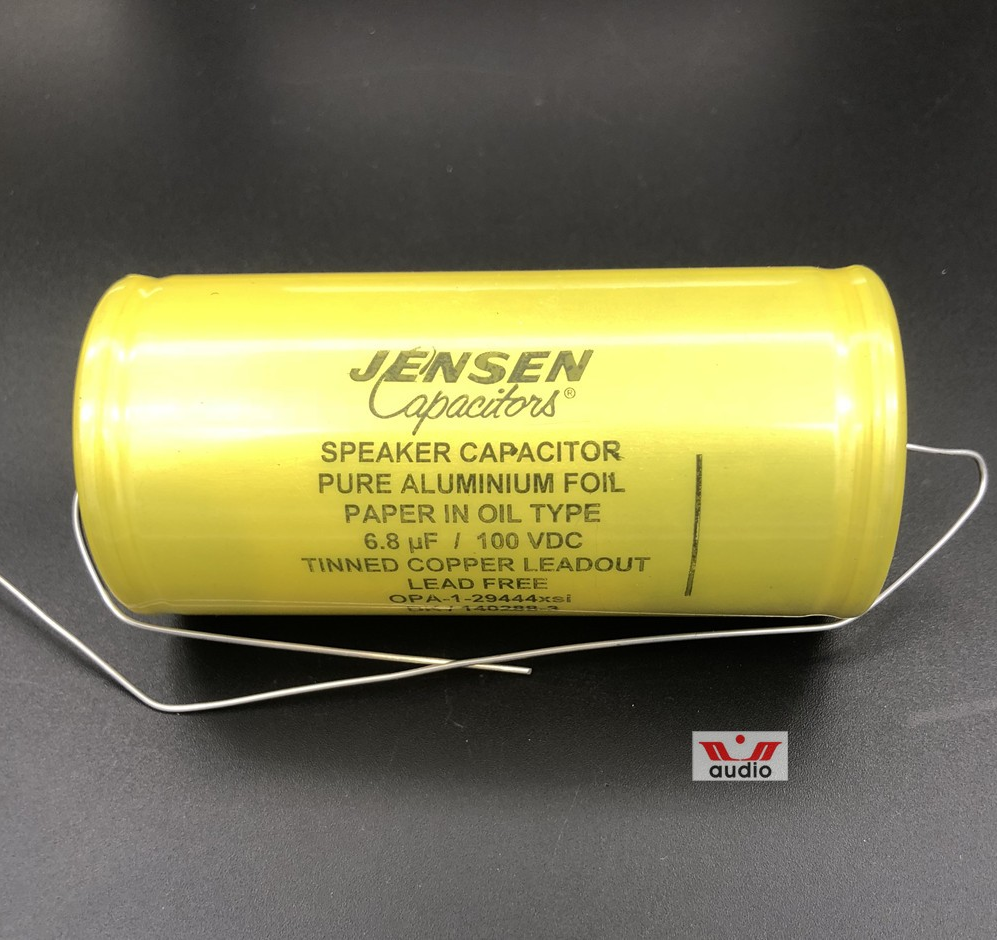 JENSEN
Capacitors®
SPEAKER CAPACITOR
PURE ALUMINIUM FOIL
PAPER IN OIL TYPE
6.8 µF / 100 VDC
TINNED COPPER LEADOUT
LEAD FREE
OPA-1-29444xsi
audio